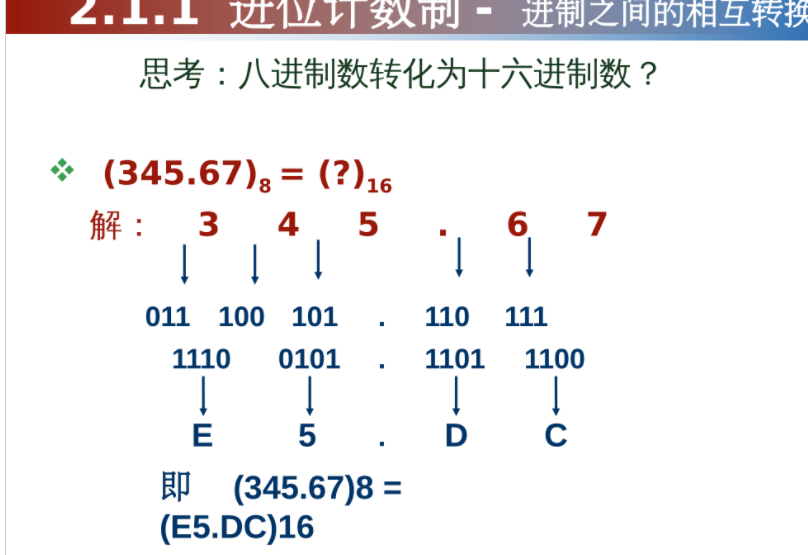 2.1.1 进位计数制 - 进制之间的相互转换
思考：八进制数转化为十六进制数？
(345.67)8 = (?)16
解： 3 4 5 . 6 7
011 100 101 . 110 111
1110 0101 . 1101 1100
E 5 . D C
即 (345.67)8 =
(E5.DC)16